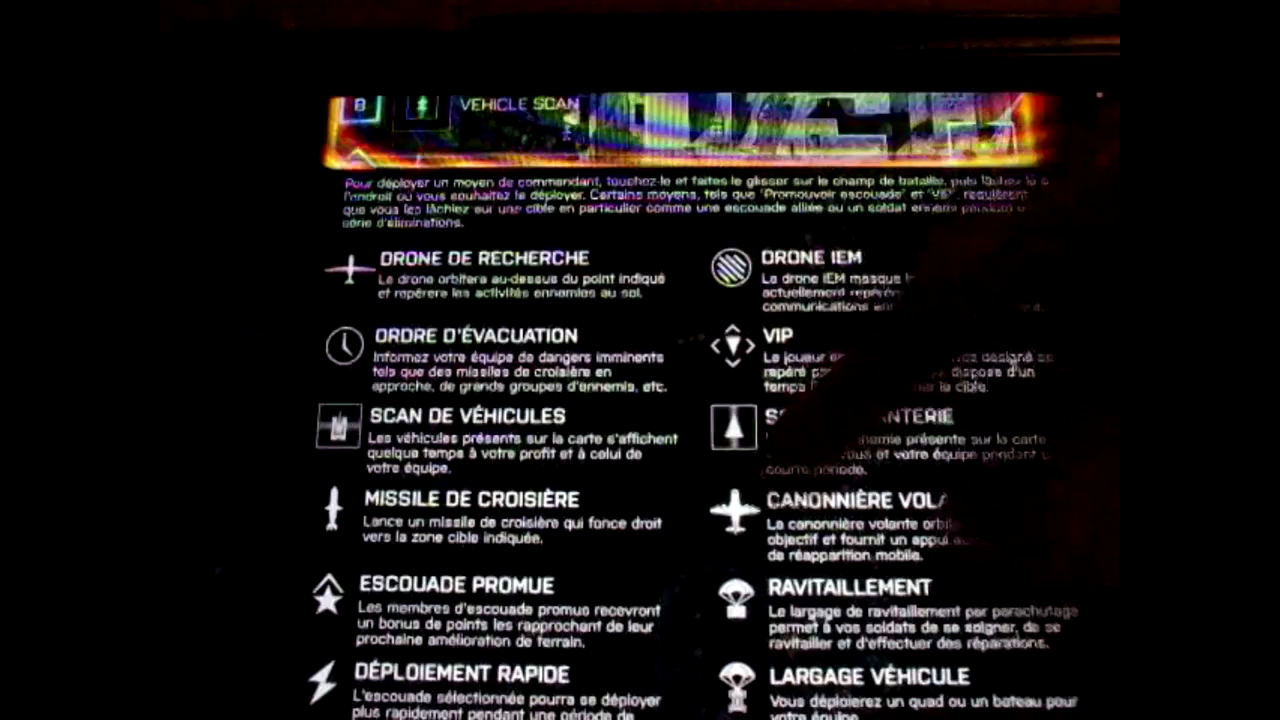 B
VEHICLE SCAN
Pour déployer un moyen de commandant, touchez-le et faites le glisser sur le champ de bataille, puis
l'endroit où vous souhaitez le déployer. Certains moyens, tels que "Promouvoir escouade" et "VIP", requièrent
que vous les lâchiez sur une cible en particulier comme une escouade alliée ou un soldat ennemi pendant
série d'éliminations.
DRONE DE RECHERCHE
Le drone orbitera au-dessus du point indiqué
et repérera les activités ennemies au sol.
ORDRE D'ÉVACUATION
Informez votre équipe de dangers imminents
tels que des missiles de croisière en
approche, de grands groupes d'ennemis, etc.
SCAN DE VÉHICULES
Les véhicules présents sur la carte s'affichent
quelque temps à votre profit et à celui de
votre équipe.
MISSILE DE CROISIÈRE
Lance un missile de croisière qui fonce droit
vers la zone cible indiquée.
ESCOUADE PROMUE
Les membres d'escouade promus recevront
un bonus de points les rapprochant de leur
prochaine amélioration de terrain.
DÉPLOIEMENT RAPIDE
L'escouade sélectionnée pourra se déployer
plus rapidement pendant une période de
DRONE IEM
Le drone IEM masque
actuellement
communications
VIP
Le joueur désigné
repéré dispose d'un
temps la cible.
présente sur la carte
et votre équipe pendant
courte période.
CANONNIÈRE
La canonnière volante
objectif et fournit un appui
de réapparition mobile.
RAVITAILLEMENT
Le largage de ravitaillement par parachutage
permet à vos soldats de se soigner, de se
ravitailler et d'effectuer des réparations.
LARGAGE VÉHICULE
Vous déploierez un quad ou un bateau pour
votre équipe.